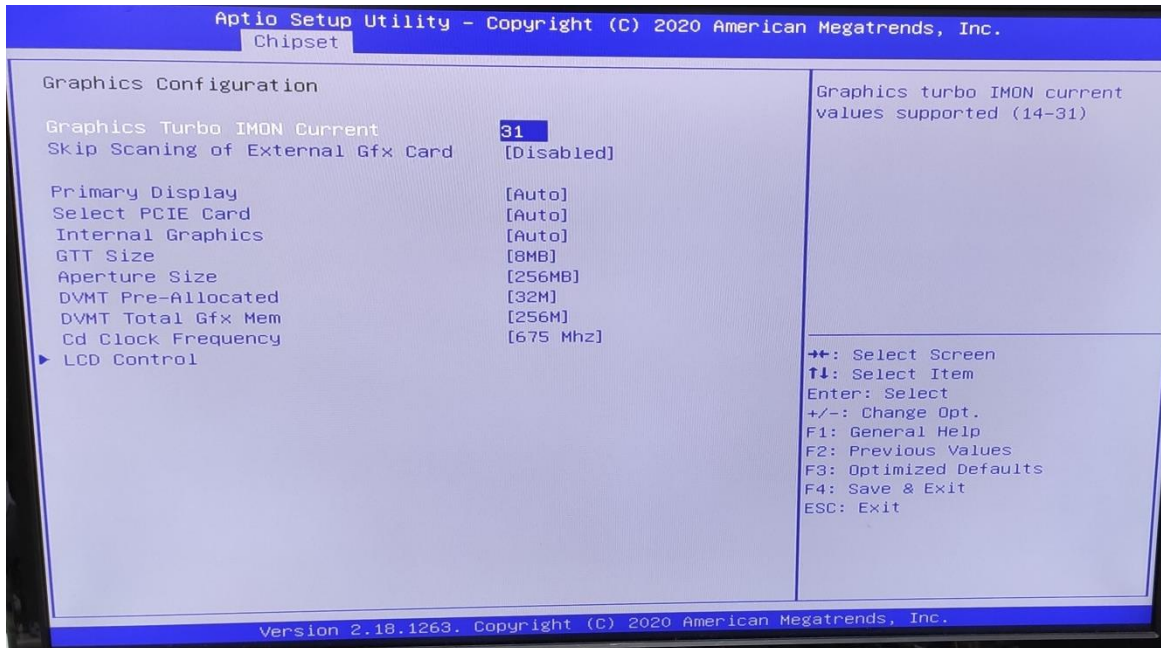 Aptio Setup Utility – Copyright (C) 2020 American Megatrends, Inc.
Chipset
Graphics Configuration
Graphics Turbo IMON Current 31
Skip Scaning of External Gfx Card [Disabled]
Primary Display [Auto]
Select PCIE Card [Auto]
Internal Graphics [Auto]
GTT Size [8MB]
Aperture Size [256MB]
DVMT Pre-Allocated [32M]
DVMT Total Gfx Mem [256M]
Cd Clock Frequency [675 Mhz]
► LCD Control
Graphics turbo IMON current
values supported (14-31)
→←: Select Screen
↑↓: Select Item
Enter: Select
+/-: Change Opt.
F1: General Help
F2: Previous Values
F3: Optimized Defaults
F4: Save & Exit
ESC: Exit
Version 2.18.1263. Copyright (C) 2020 American Megatrends, Inc.